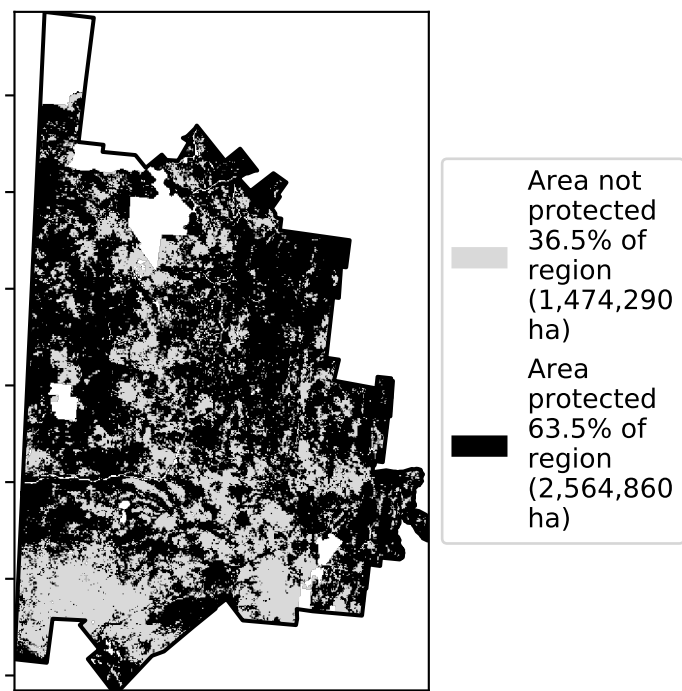 Area not
protected
36.5% of
region
(1,474,290
ha)
Area
protected
63.5% of
region
(2,564,860
ha)